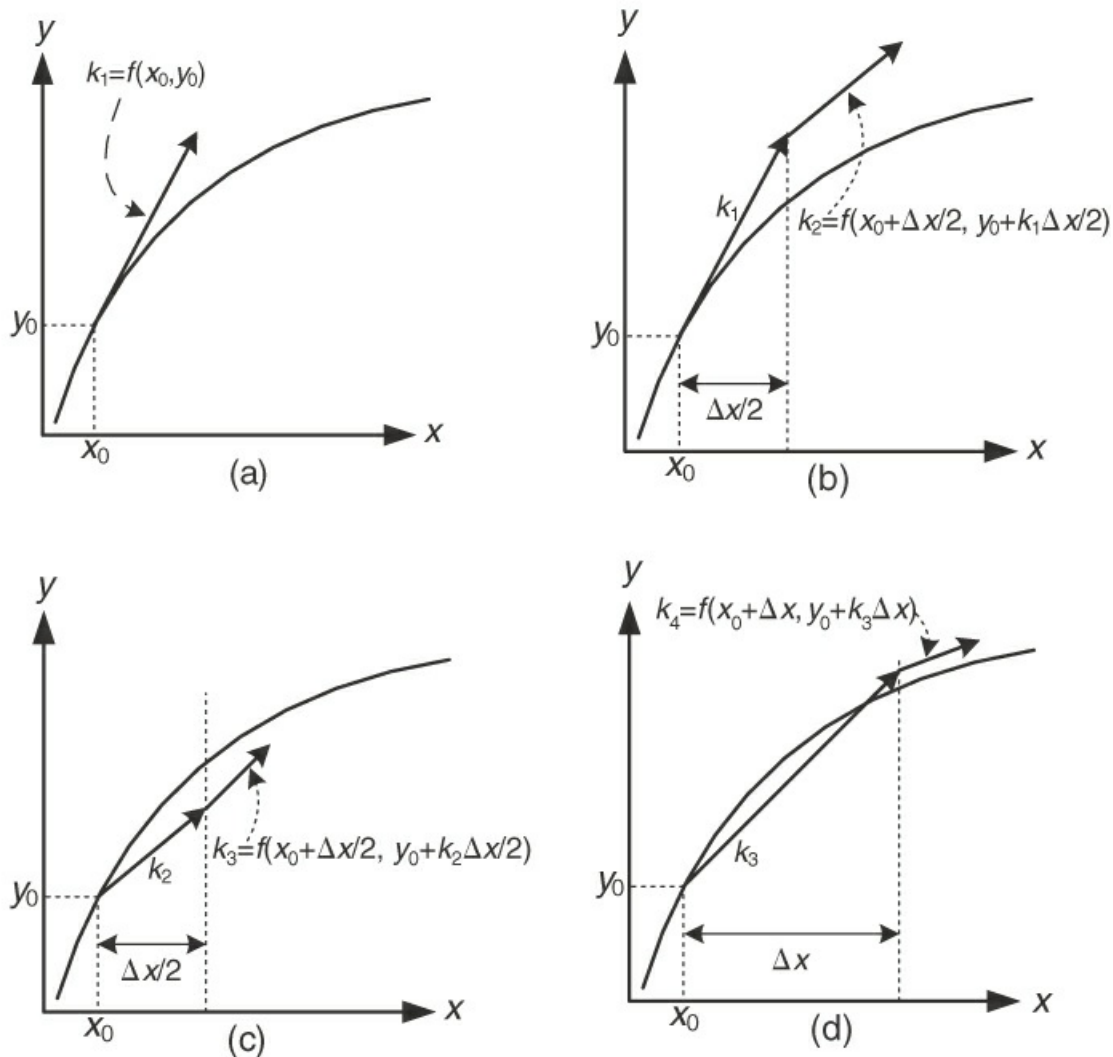 y
k₁=f(x₀,y₀)
y₀
x₀
x
(a)
y
k₁
k₂=f(x₀+Δx/2, y₀+k₁Δx/2)
y₀
Δx/2
x₀
x
(b)
y
k₃=f(x₀+Δx/2, y₀+k₂Δx/2)
k₂
y₀
Δx/2
x₀
x
(c)
y
k₄=f(x₀+Δx, y₀+k₃Δx)
k₃
y₀
Δx
x₀
x
(d)